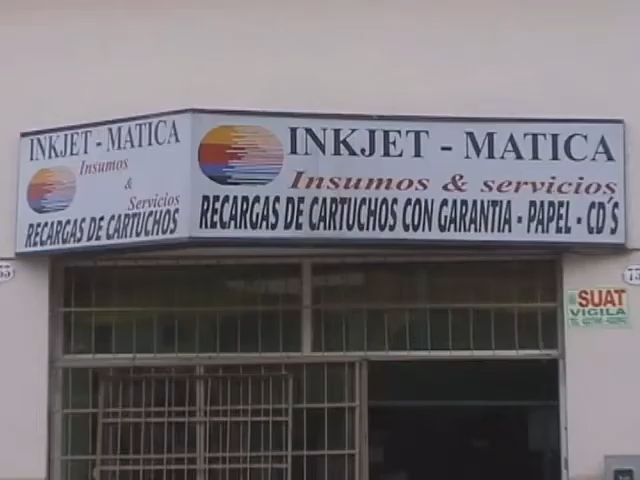 INKJET - MATICA
Insumos
&
Servicios
RECARGAS DE CARTUCHOS
INKJET - MATICA
Insumos & servicios
RECARGAS DE CARTUCHOS CON GARANTIA - PAPEL - CD´S
SUAT
VIGILA